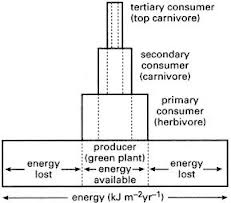 tertiary consumer
(top carnivore)
secondary
consumer
(carnivore)
primary
consumer
(herbivore)
producer
(green plant)
energy
lost
energy
available
energy
lost
energy (kJ m⁻²yr⁻¹)